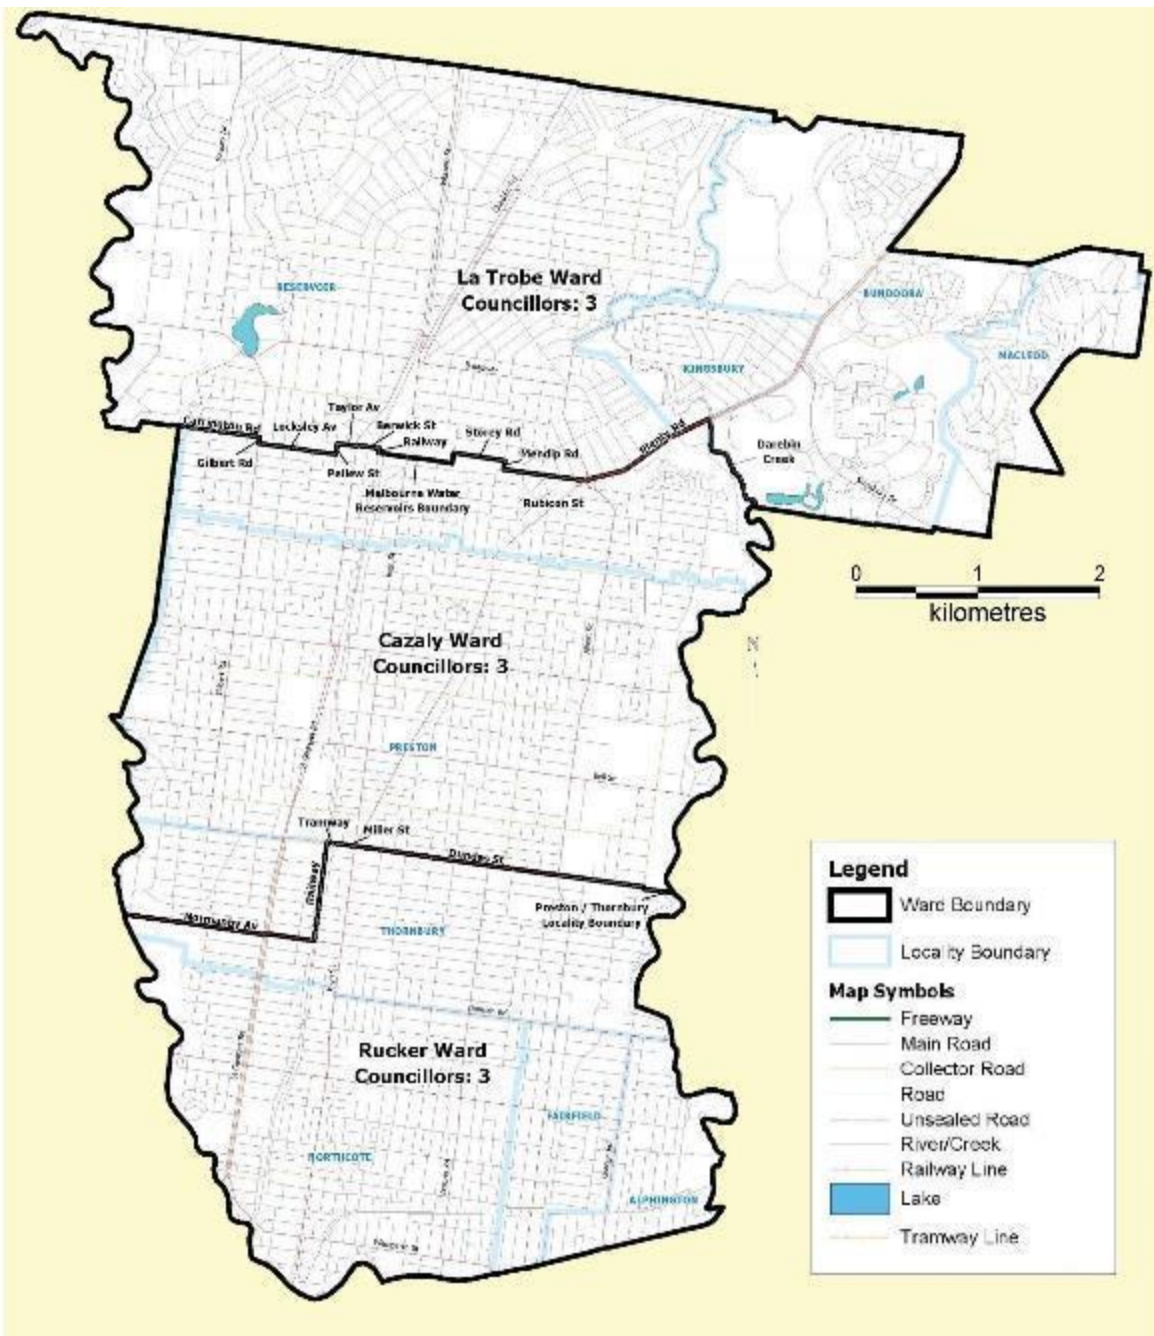 La Trobe Ward
Councillors: 3
RESERVOIR
BUNDOORA
MACLEOD
KINGSBURY
Taylor Av
Locksley Av
Berwick St
Railway
Storey Rd
Mendip Rd
Plenty Rd
Gilbert Rd
Pellew St
Melbourne Water
Reservoirs Boundary
Rubicon St
Darebin
Creek
0 1 2
kilometres
N
Cazaly Ward
Councillors: 3
PRESTON
Bell St
Tramway
Miller St
Dundas St
Railway
Normanby Av
Preston / Thornbury
Locality Boundary
THORNBURY
Rucker Ward
Councillors: 3
FAIRFIELD
NORTHCOTE
ALPHINGTON
Legend
Ward Boundary
Locality Boundary
Map Symbols
Freeway
Main Road
Collector Road
Road
Unsealed Road
River/Creek
Railway Line
Lake
Tramway Line